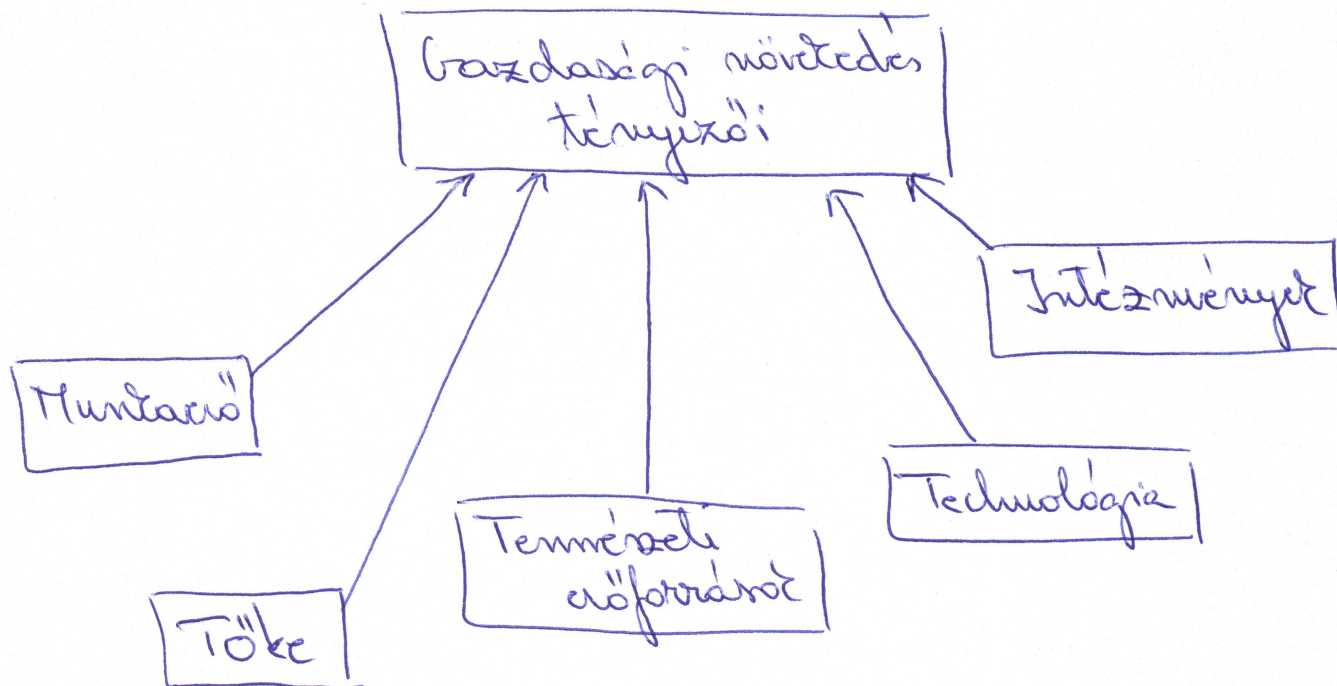 Gazdasági növekedés
tényezői
Intézmények
Munkaerő
Technológia
Természeti
erőforrások
Tőke